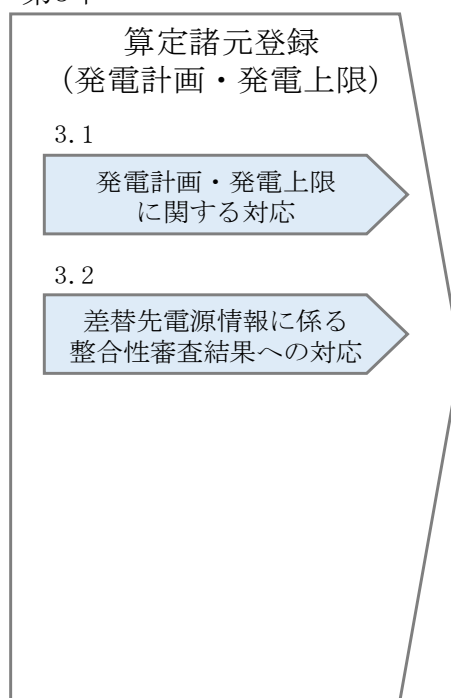 算定諸元登録
（発電計画・発電上限）
3.1
発電計画・発電上限
に関する対応
3.2
差替先電源情報に係る
整合性審査結果への対応